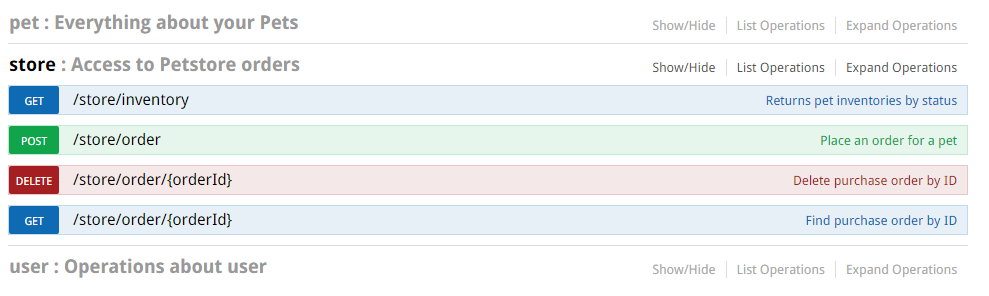 pet : Everything about your Pets Show/Hide List Operations Expand Operations
store : Access to Petstore orders Show/Hide List Operations Expand Operations
GET /store/inventory Returns pet inventories by status
POST /store/order Place an order for a pet
DELETE /store/order/{orderId} Delete purchase order by ID
GET /store/order/{orderId} Find purchase order by ID
user : Operations about user Show/Hide List Operations Expand Operations